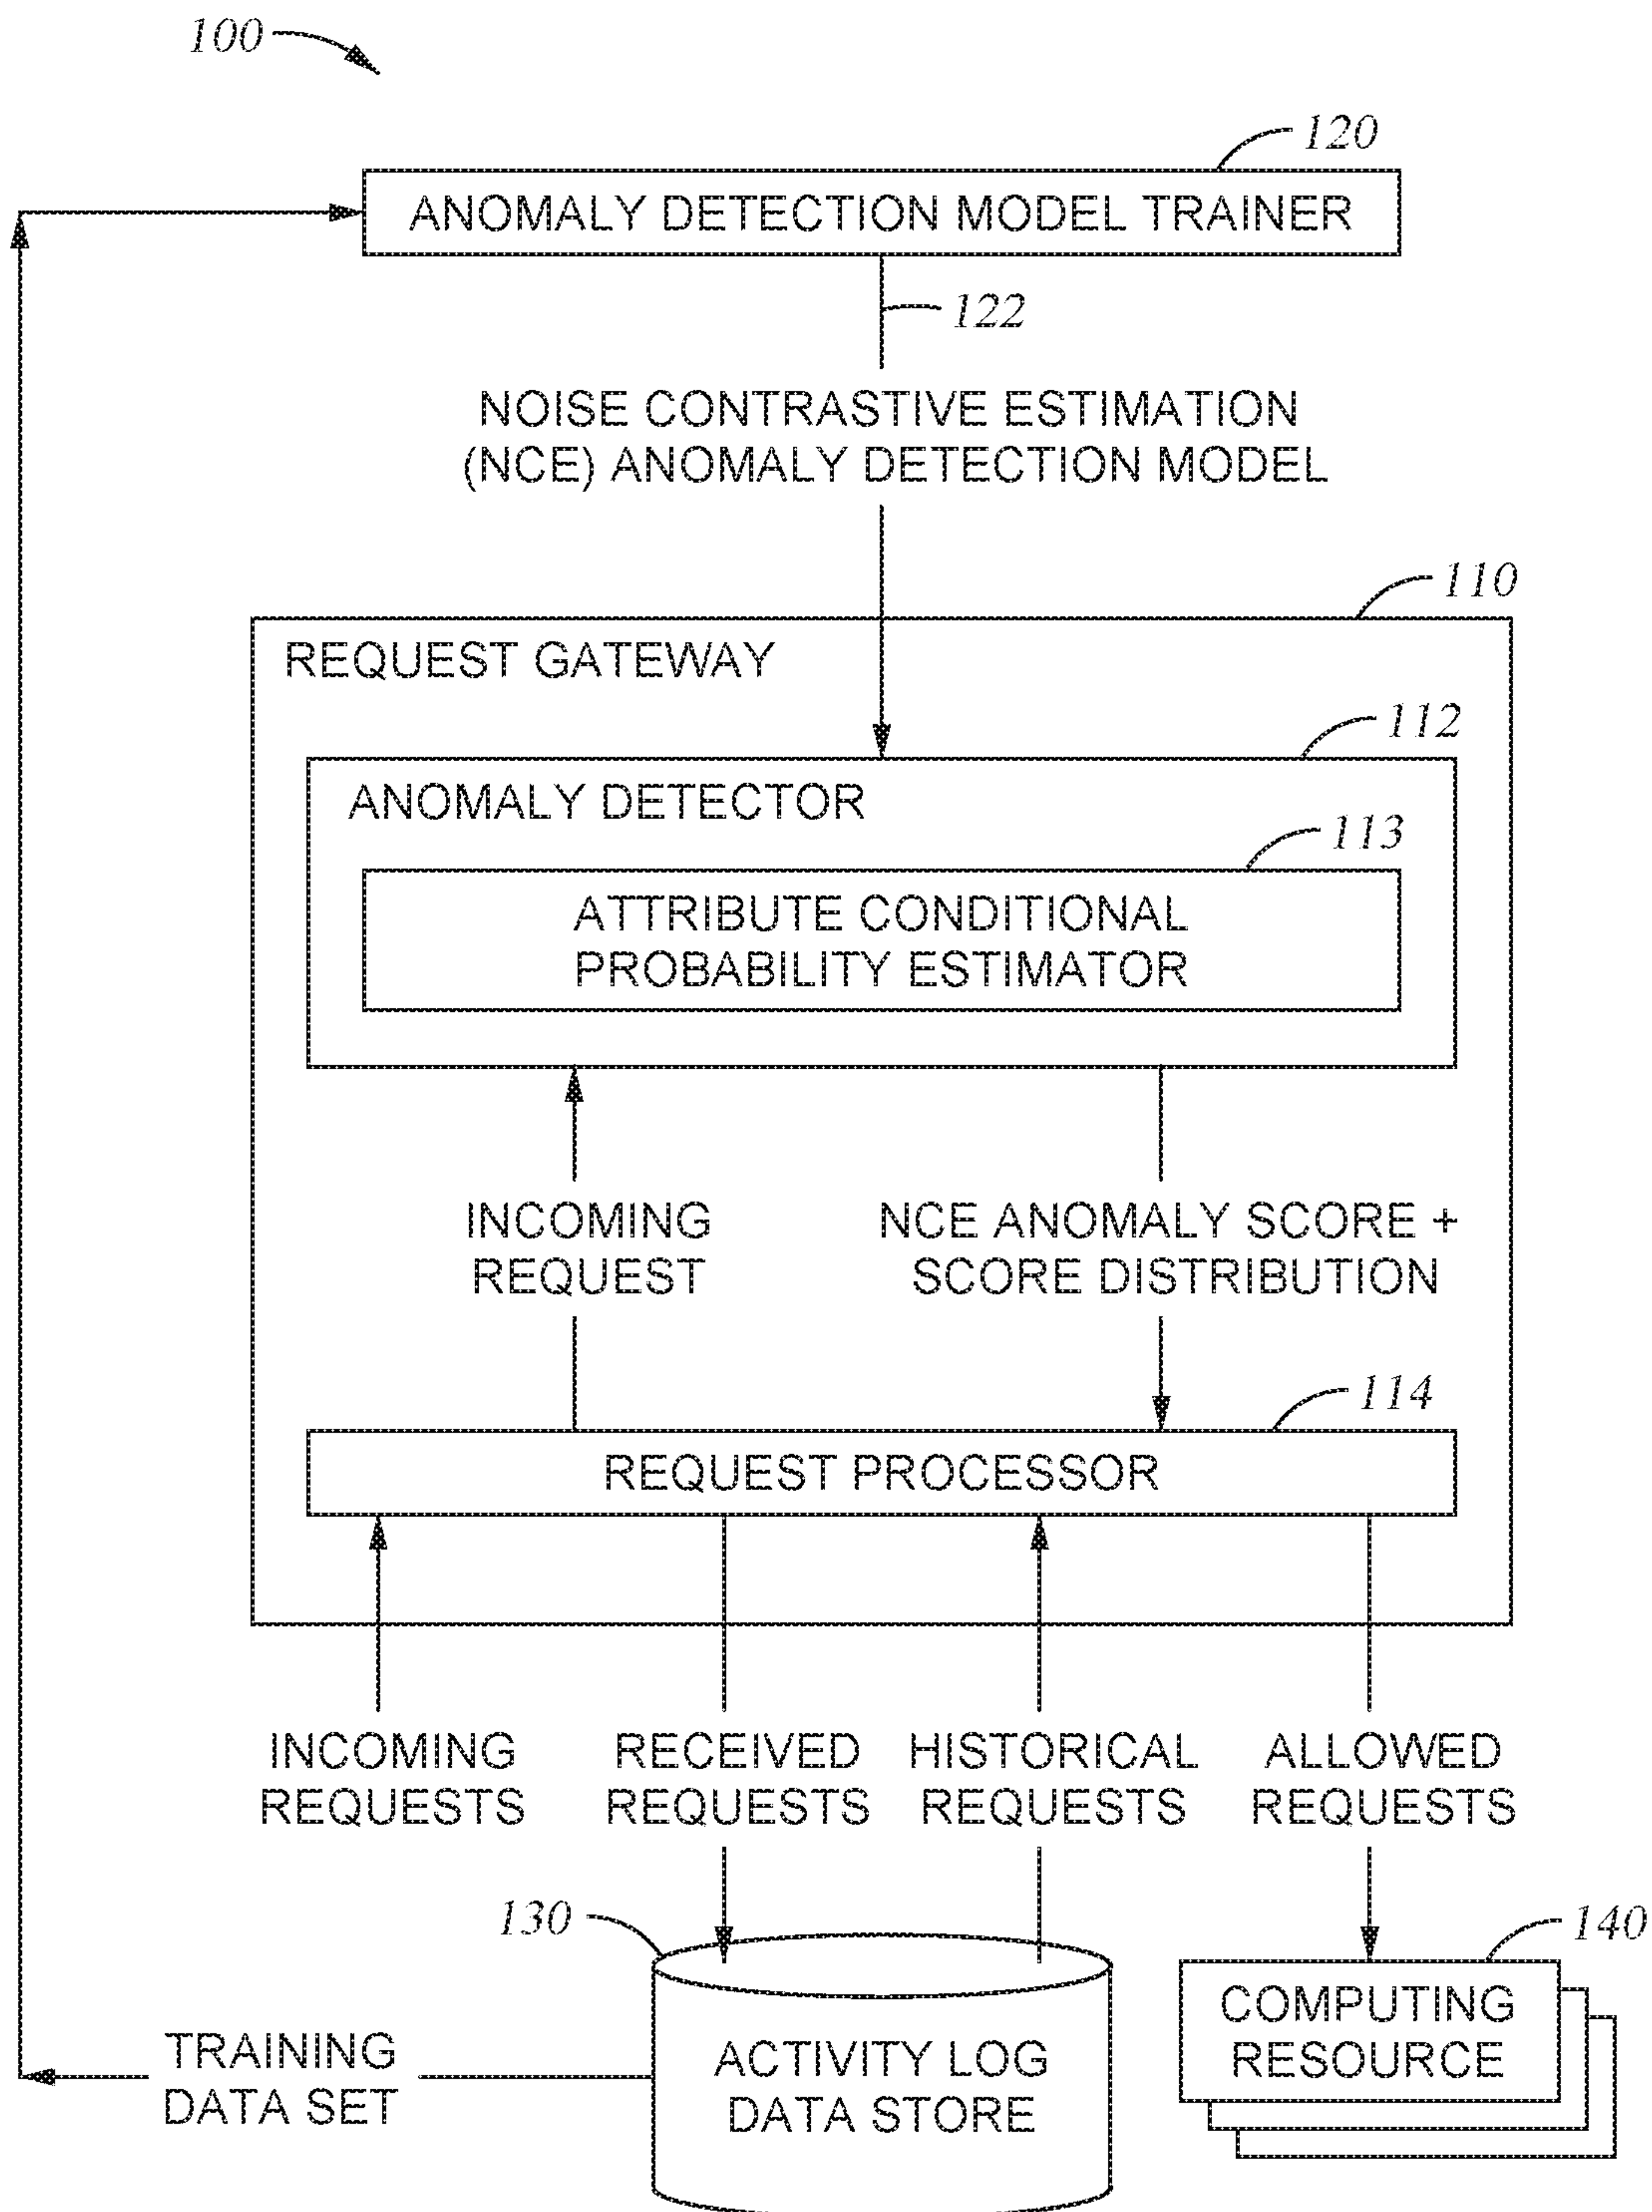 100
120
ANOMALY DETECTION MODEL TRAINER
122
NOISE CONTRASTIVE ESTIMATION
(NCE) ANOMALY DETECTION MODEL
110
REQUEST GATEWAY
112
ANOMALY DETECTOR
113
ATTRIBUTE CONDITIONAL
PROBABILITY ESTIMATOR
INCOMING
REQUEST
NCE ANOMALY SCORE +
SCORE DISTRIBUTION
114
REQUEST PROCESSOR
INCOMING
REQUESTS
RECEIVED
REQUESTS
HISTORICAL
REQUESTS
ALLOWED
REQUESTS
130
140
COMPUTING
RESOURCE
TRAINING
DATA SET
ACTIVITY LOG
DATA STORE